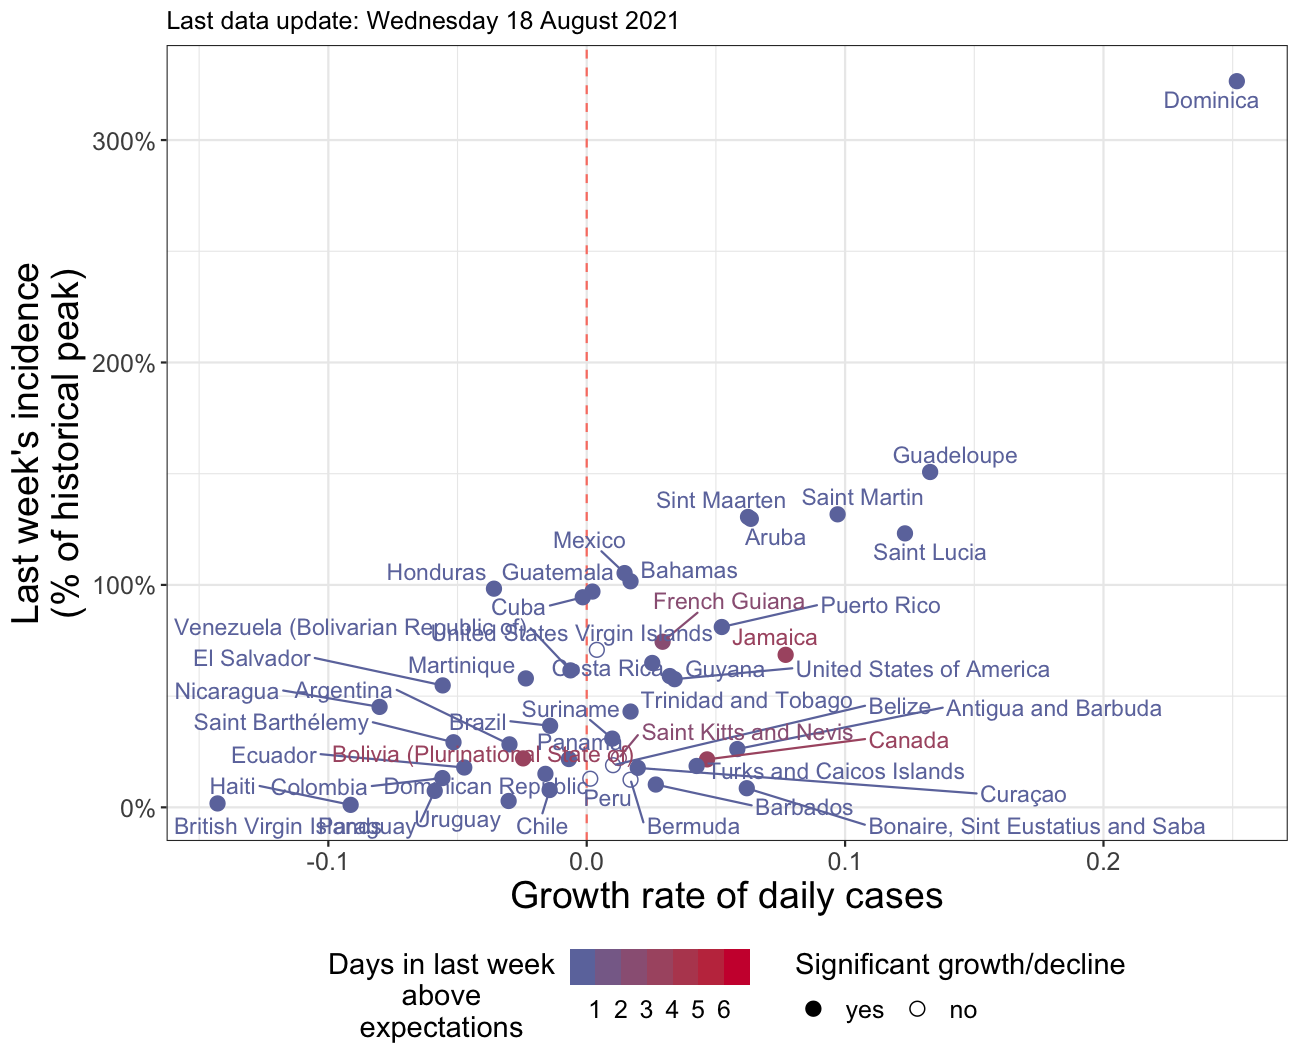 Last data update: Wednesday 18 August 2021
Last week's incidence
(% of historical peak)
300%
200%
100%
0%
Dominica
Guadeloupe
Sint Maarten
Saint Martin
Aruba
Saint Lucia
Mexico
Honduras
Guatemala
Bahamas
Cuba
French Guiana
Puerto Rico
Venezuela (Bolivarian Republic of)
United States Virgin Islands
Jamaica
El Salvador
Martinique
Costa Rica
Guyana
United States of America
Nicaragua
Argentina
Trinidad and Tobago
Belize
Antigua and Barbuda
Saint Barthélemy
Brazil
Suriname
Panama
Saint Kitts and Nevis
Canada
Ecuador
Bolivia (Plurinational State of)
Turks and Caicos Islands
Haiti
Colombia
Dominican Republic
Peru
Curaçao
Barbados
British Virgin Islands
Paraguay
Uruguay
Chile
Bermuda
Bonaire, Sint Eustatius and Saba
-0.1
0.0
0.1
0.2
Growth rate of daily cases
Days in last week
above
expectations
1 2 3 4 5 6
Significant growth/decline
yes
no